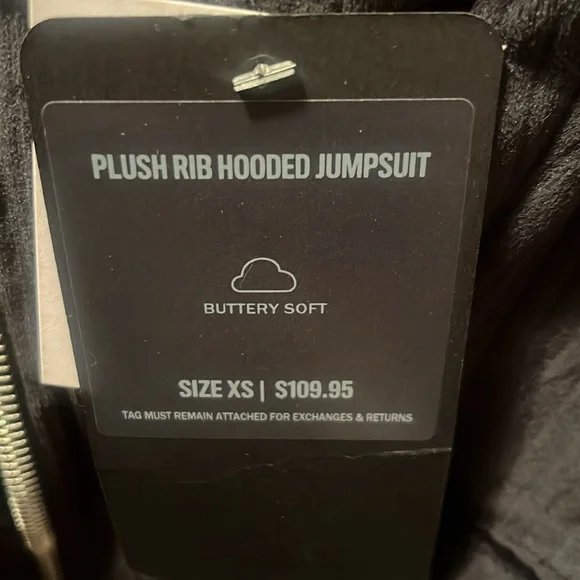 PLUSH RIB HOODED JUMPSUIT
BUTTERY SOFT
SIZE XS | $109.95
TAG MUST REMAIN ATTACHED FOR EXCHANGES & RETURNS